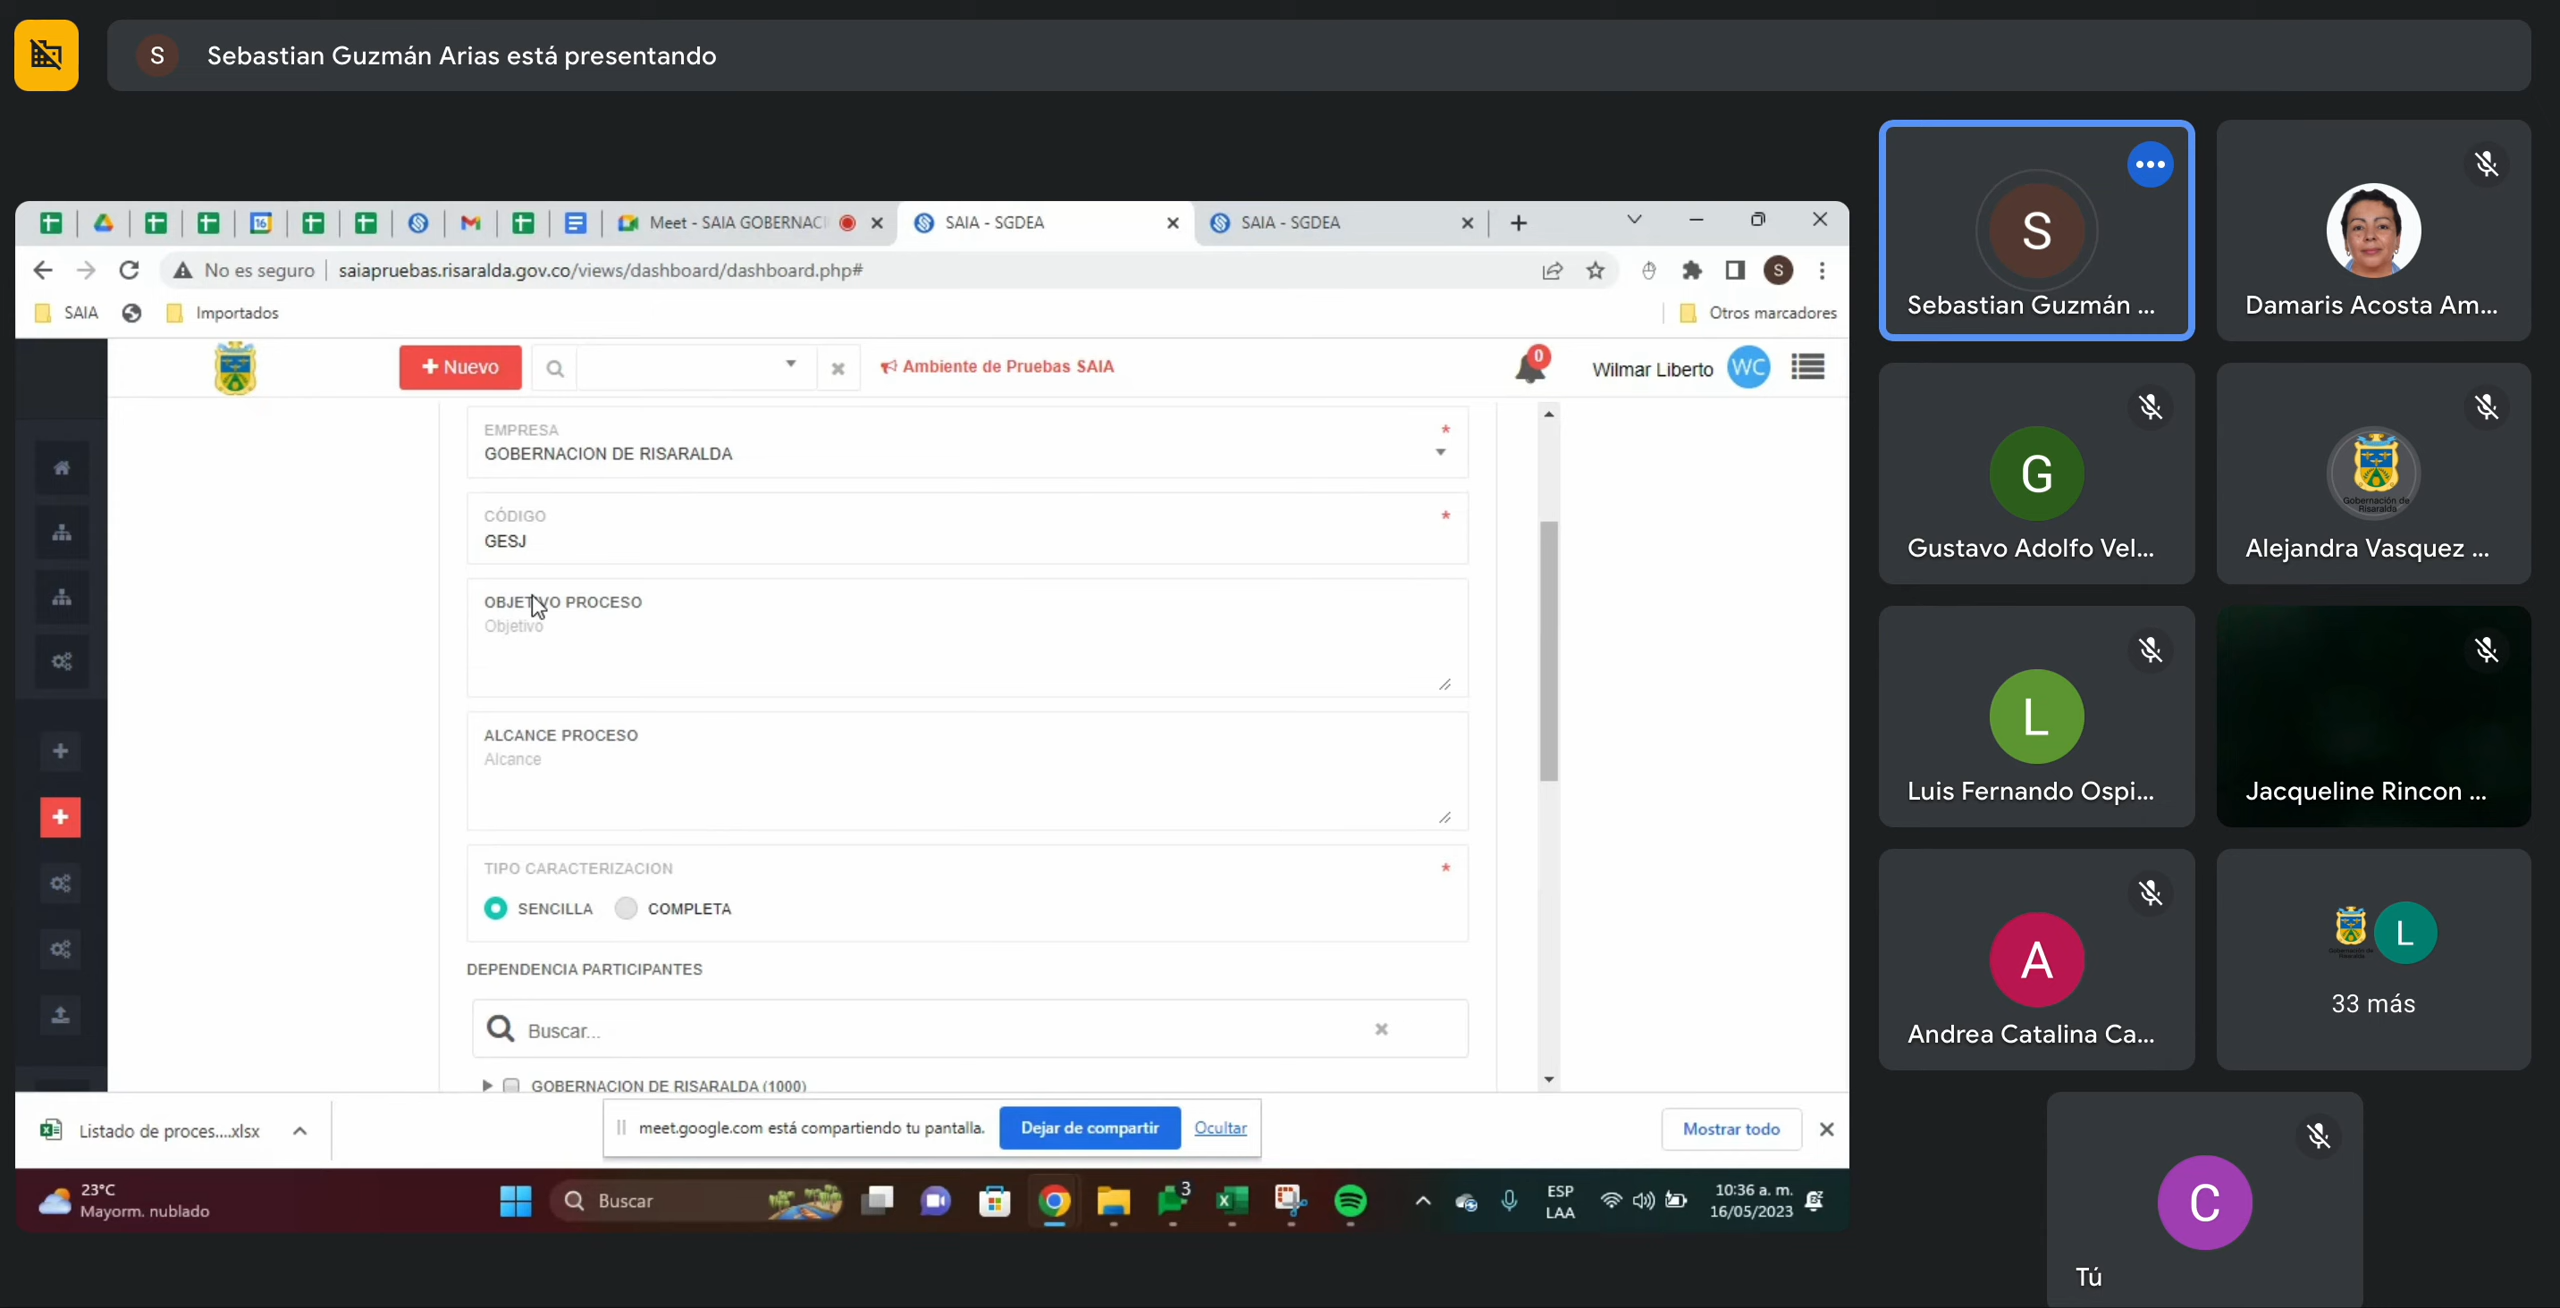 S Sebastian Guzmán Arias está presentando
Meet - SAIA GOBERNACI
SAIA - SGDEA
SAIA - SGDEA
No es seguro
saiapruebas.risaralda.gov.co/views/dashboard/dashboard.php#
S
SAIA
Importados
Otros marcadores
+ Nuevo
Ambiente de Pruebas SAIA
0
Wilmar Liberto
WC
EMPRESA *
GOBERNACION DE RISARALDA
CÓDIGO *
GESJ
OBJETIVO PROCESO
Objetivo
ALCANCE PROCESO
Alcance
TIPO CARACTERIZACION *
SENCILLA
COMPLETA
DEPENDENCIA PARTICIPANTES
Buscar...
GOBERNACION DE RISARALDA (1000)
Listado de proces....xlsx
meet.google.com está compartiendo tu pantalla.
Dejar de compartir
Ocultar
Mostrar todo
23°C
Mayorm. nublado
Buscar
3
ESP
LAA
10:36 a. m.
16/05/2023
S
Sebastian Guzmán ...
Damaris Acosta Am...
G
Gustavo Adolfo Vel...
Gobernación de
Risaralda
Alejandra Vasquez ...
L
Luis Fernando Ospi...
Jacqueline Rincon ...
A
Andrea Catalina Ca...
L
33 más
C
Tú